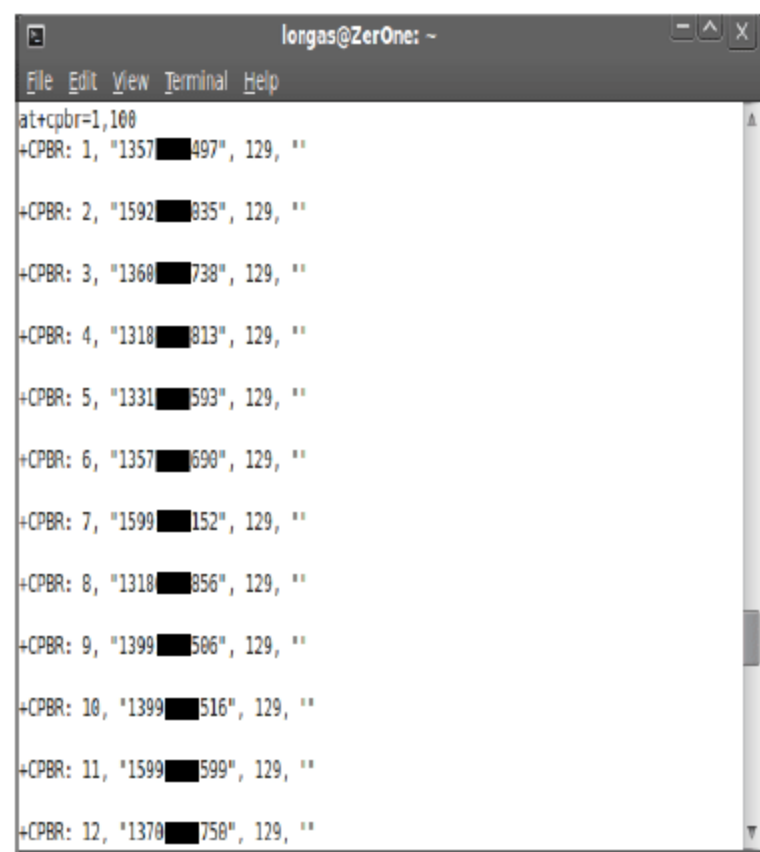 longas@ZerOne: ~
File Edit View Terminal Help
at+cpbr=1,100
+CPBR: 1, "1357 497", 129, ""
+CPBR: 2, "1592 035", 129, ""
+CPBR: 3, "1360 738", 129, ""
+CPBR: 4, "1318 813", 129, ""
+CPBR: 5, "1331 593", 129, ""
+CPBR: 6, "1357 690", 129, ""
+CPBR: 7, "1599 152", 129, ""
+CPBR: 8, "1318 856", 129, ""
+CPBR: 9, "1399 506", 129, ""
+CPBR: 10, "1399 516", 129, ""
+CPBR: 11, "1599 599", 129, ""
+CPBR: 12, "1370 750", 129, ""